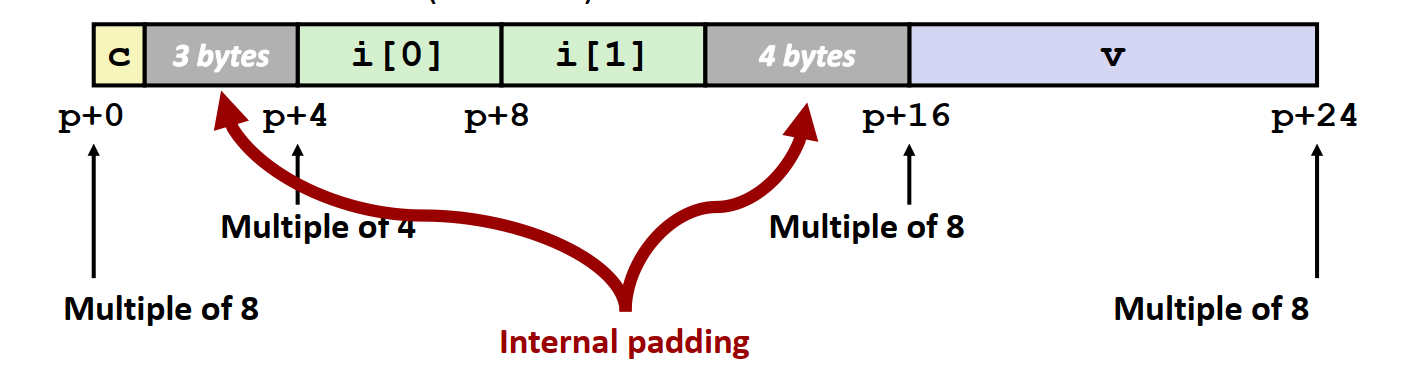 c 3 bytes i[0] i[1] 4 bytes v
p+0 p+4 p+8 p+16 p+24
Multiple of 4 Multiple of 8
Multiple of 8 Multiple of 8
Internal padding